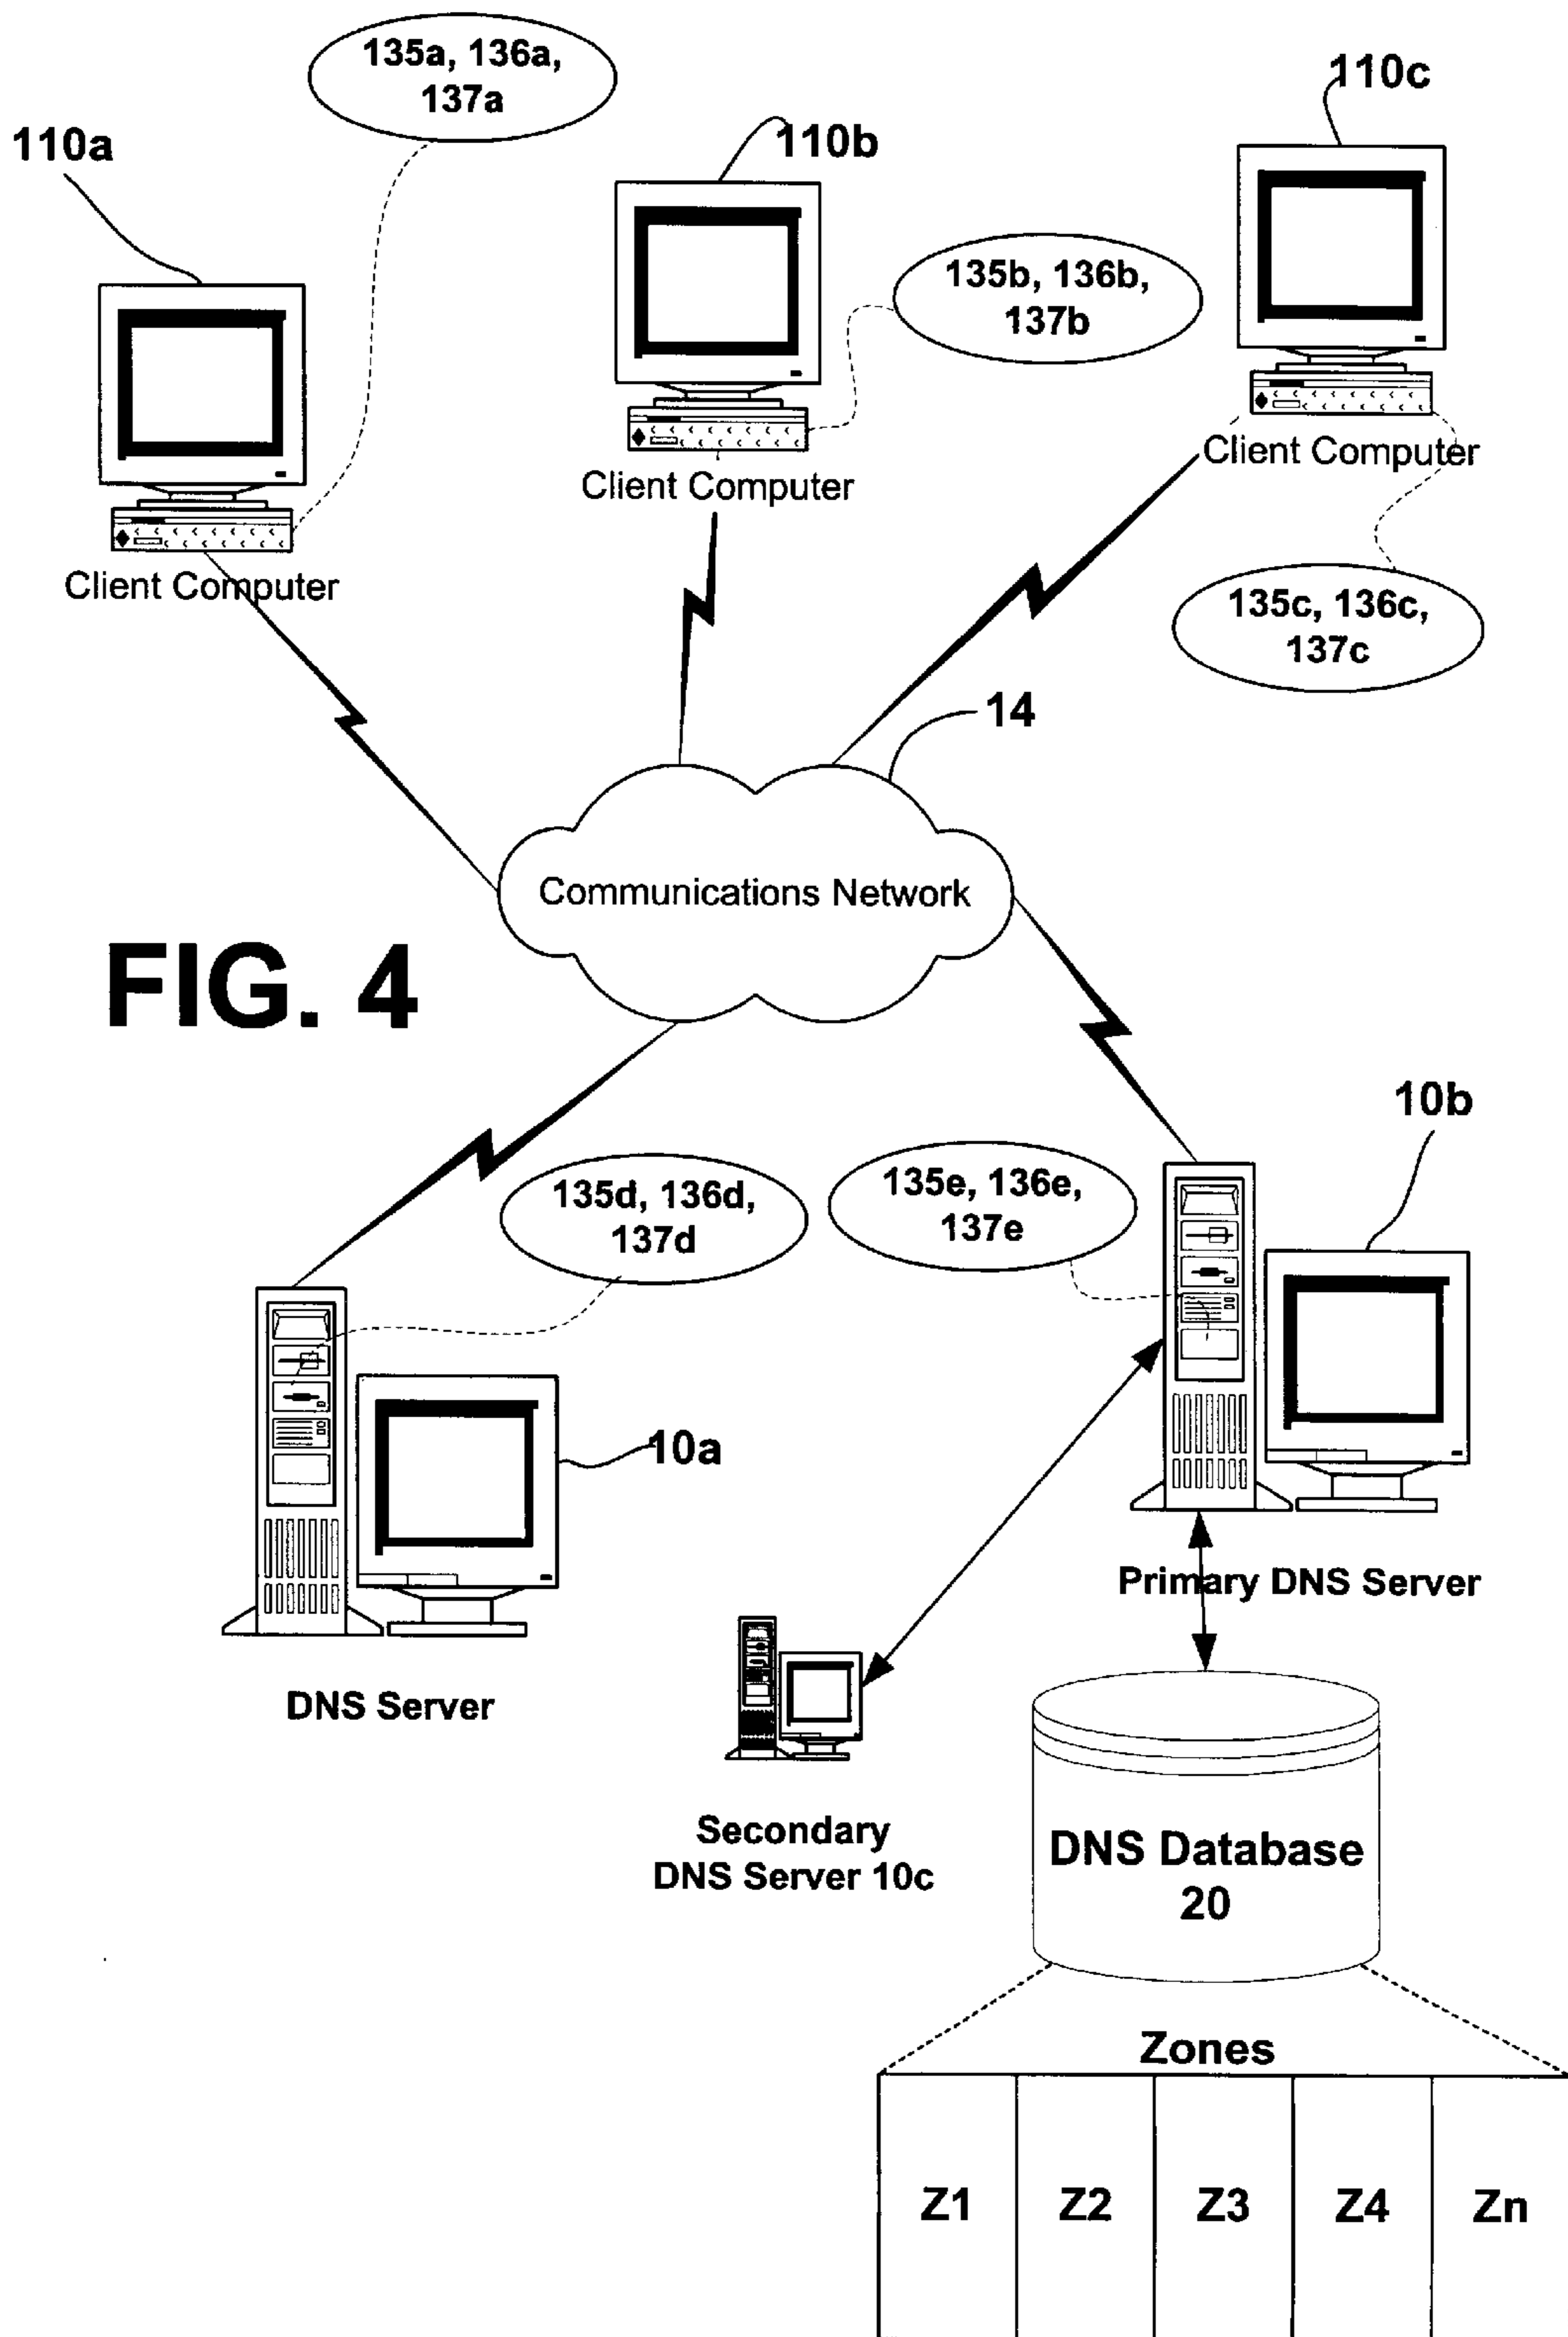 135a, 136a,
137a
110a
110b
110c
135b, 136b,
137b
Client Computer
Client Computer
Client Computer
135c, 136c,
137c
14
Communications Network
FIG. 4
10b
135d, 136d,
137d
135e, 136e,
137e
10a
Primary DNS Server
DNS Server
Secondary
DNS Server 10c
DNS Database
20
Zones
Z1 Z2 Z3 Z4 Zn